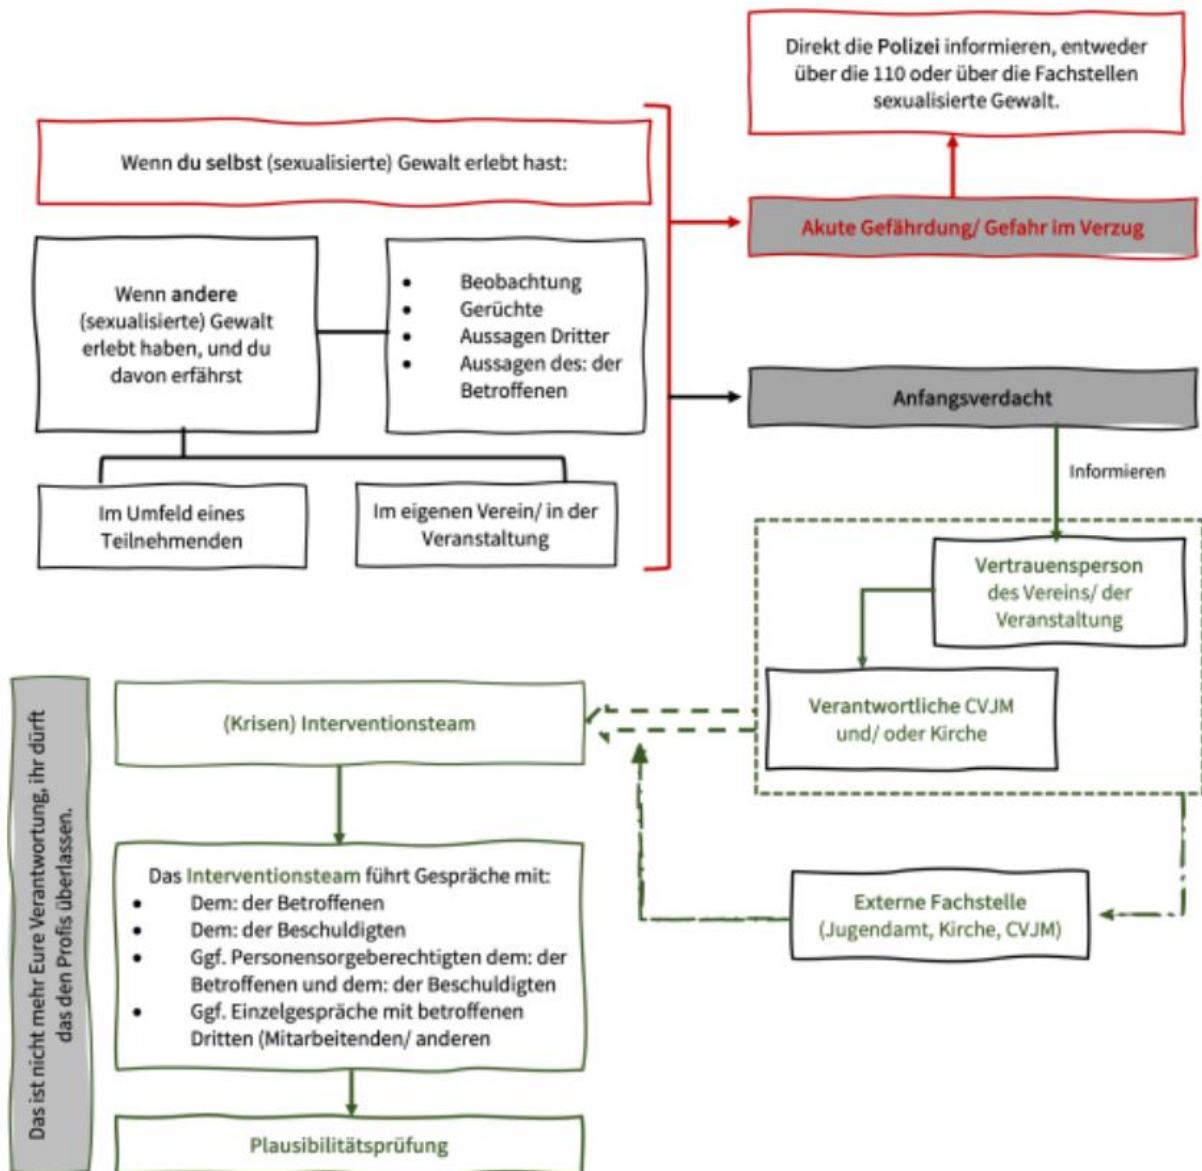 Direkt die Polizei informieren, entweder
über die 110 oder über die Fachstellen
sexualisierte Gewalt.
Wenn du selbst (sexualisierte) Gewalt erlebt hast:
Akute Gefährdung/ Gefahr im Verzug
Wenn andere
(sexualisierte) Gewalt
erlebt haben, und du
davon erfährst
• Beobachtung
• Gerüchte
• Aussagen Dritter
• Aussagen des: der
Betroffenen
Anfangsverdacht
Informieren
Im Umfeld eines
Teilnehmenden
Im eigenen Verein/ in der
Veranstaltung
Vertrauensperson
des Vereins/ der
Veranstaltung
Verantwortliche CVJM
und/ oder Kirche
(Krisen) Interventionsteam
Externe Fachstelle
(Jugendamt, Kirche, CVJM)
Das Interventionsteam führt Gespräche mit:
• Dem: der Betroffenen
• Dem: der Beschuldigten
• Ggf. Personensorgeberechtigten dem: der
Betroffenen und dem: der Beschuldigten
• Ggf. Einzelgespräche mit betroffenen
Dritten (Mitarbeitenden/ anderen
Plausibilitätsprüfung
Das ist nicht mehr Eure Verantwortung, ihr dürft
das den Profis überlassen.